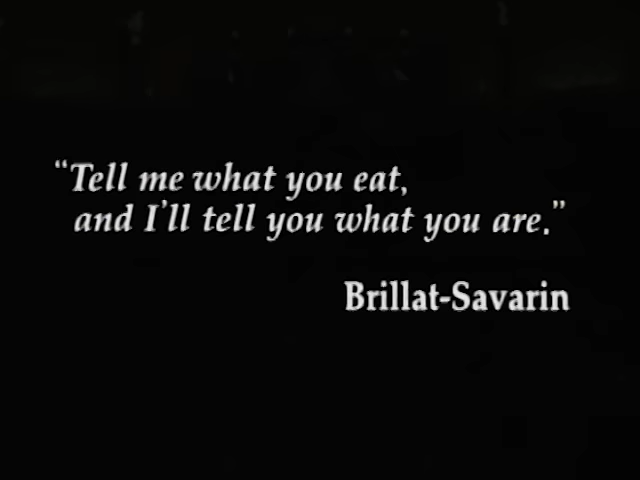 “Tell me what you eat,
and I'll tell you what you are.”
Brillat-Savarin